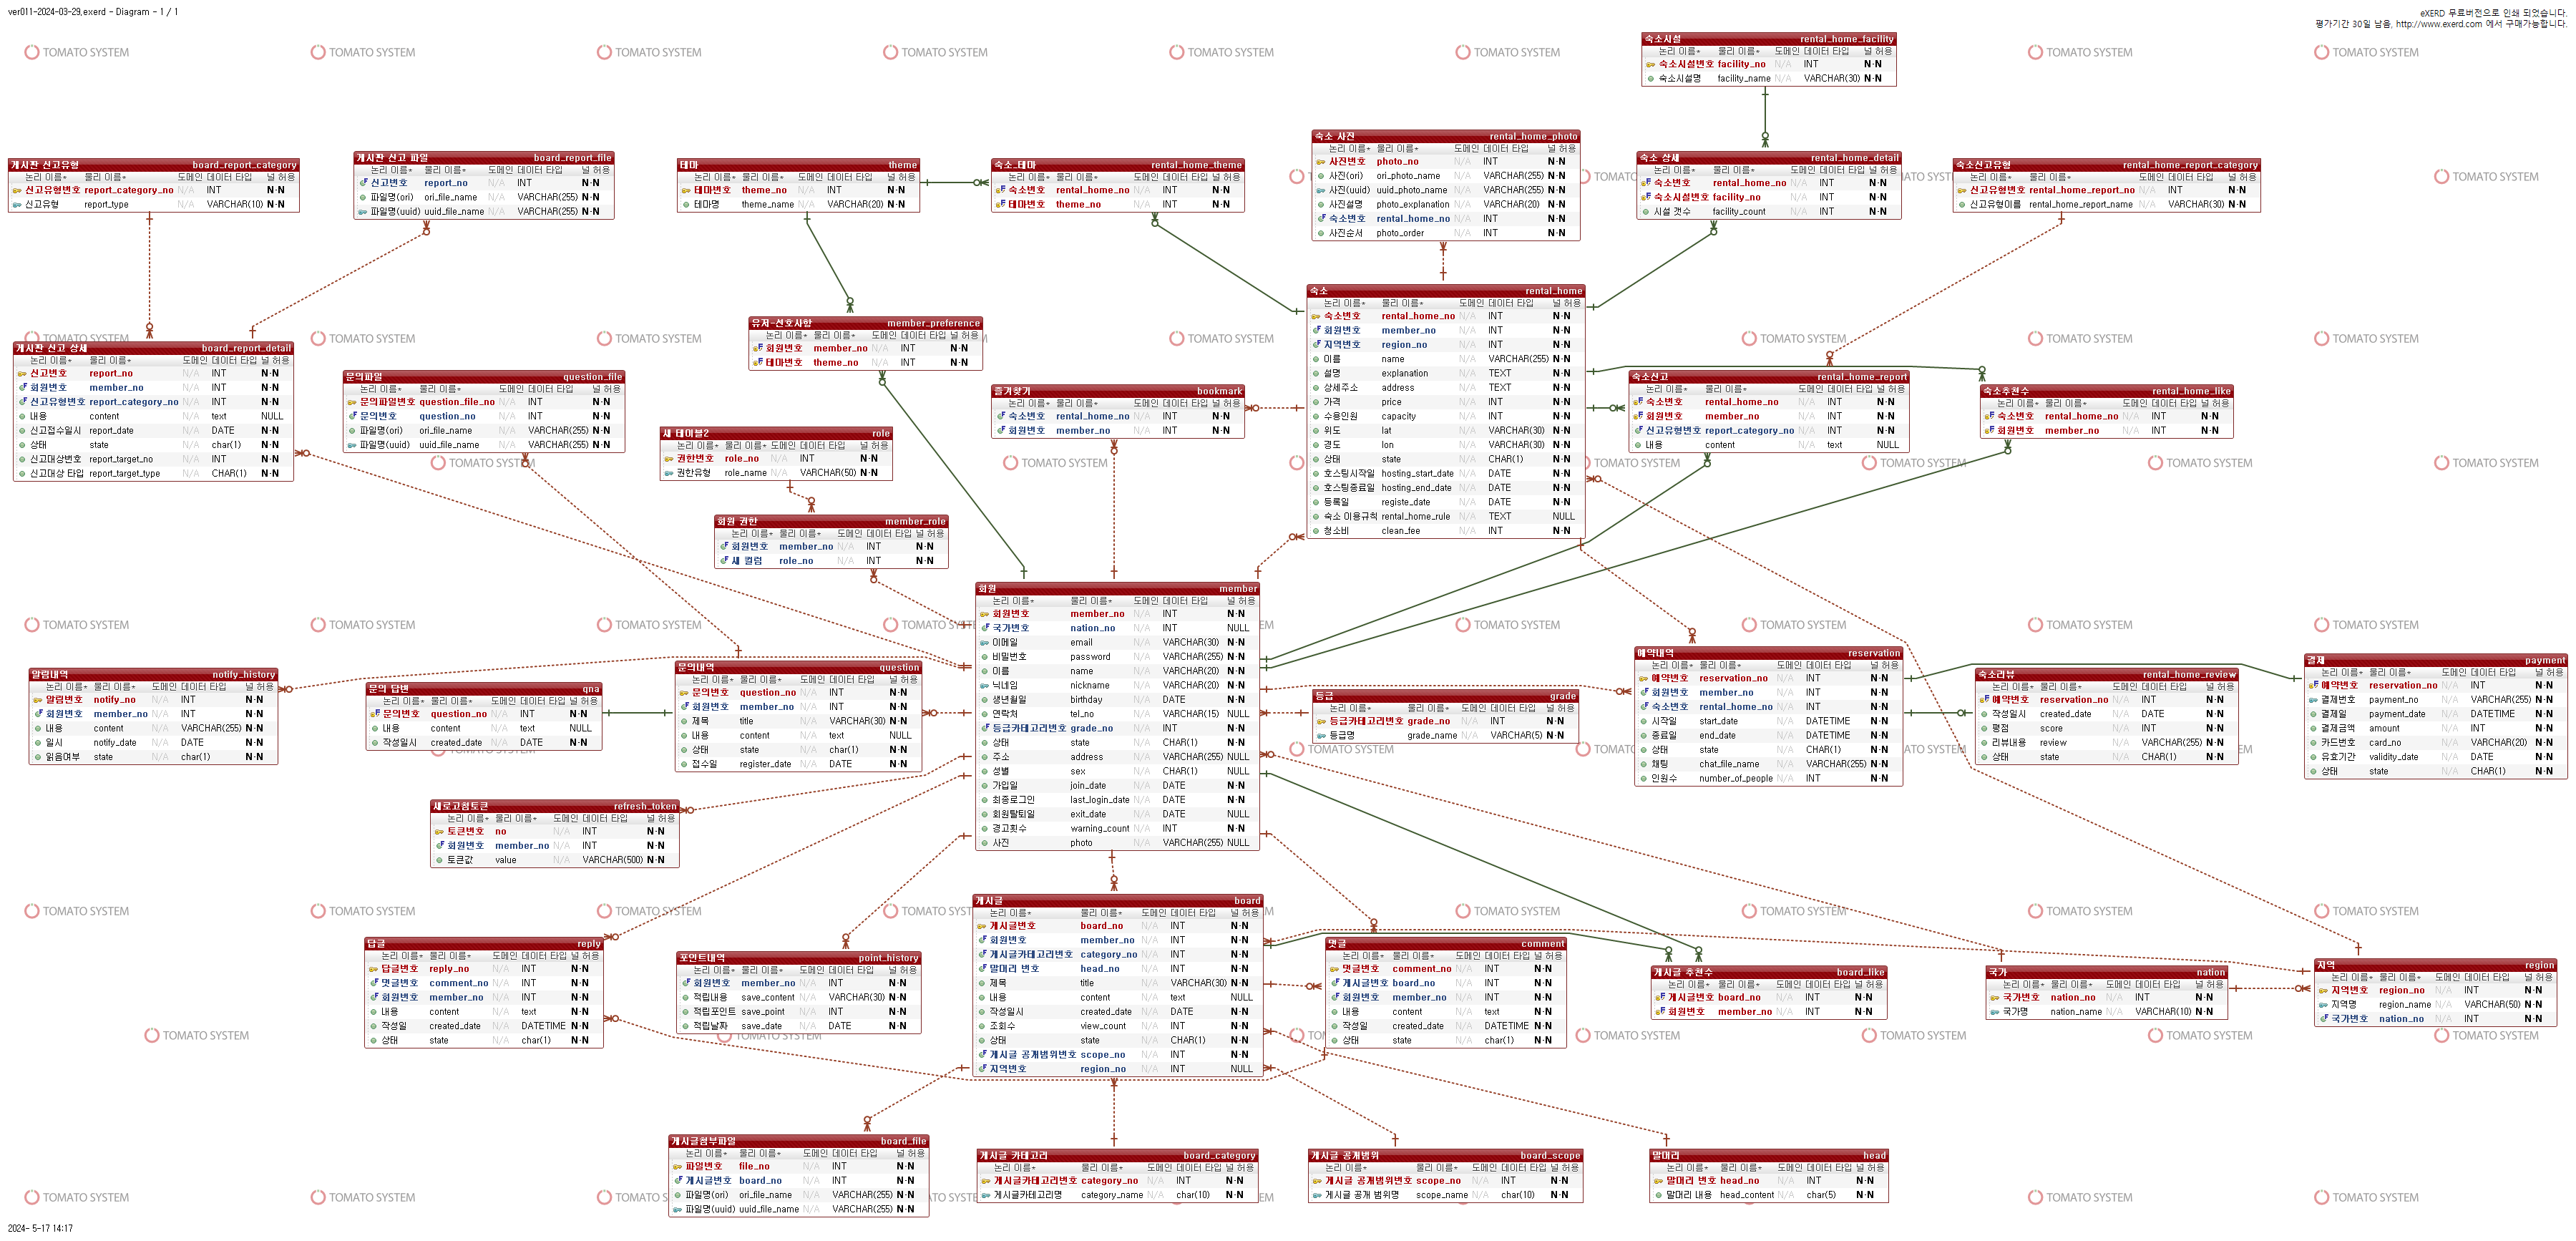 ver011-2024-03-29.exerd - Diagram - 1 / 1
eXERD 무료버전으로 인쇄 되었습니다.
평가기간 30일 남음, http://www.exerd.com 에서 구매가능합니다.
TOMATO SYSTEM
숙소시설 rental_home_facility
논리 이름* 물리 이름* 도메인 데이터 타입 널 허용
숙소시설번호 facility_no N/A INT N-N
숙소시설명 facility_name N/A VARCHAR(30) N-N
게시판 신고유형 board_report_category
논리 이름* 물리 이름* 도메인 데이터 타입 널 허용
신고유형번호 report_category_no N/A INT N-N
신고유형 report_type N/A VARCHAR(10) N-N
게시판 신고 파일 board_report_file
논리 이름* 물리 이름* 도메인 데이터 타입 널 허용
신고번호 report_no N/A INT N-N
파일명(ori) ori_file_name N/A VARCHAR(255) N-N
파일명(uuid) uuid_file_name N/A VARCHAR(255) N-N
테마 theme
논리 이름* 물리 이름* 도메인 데이터 타입 널 허용
테마번호 theme_no N/A INT N-N
테마명 theme_name N/A VARCHAR(20) N-N
숙소_테마 rental_home_theme
논리 이름* 물리 이름* 도메인 데이터 타입 널 허용
숙소번호 rental_home_no N/A INT N-N
테마번호 theme_no N/A INT N-N
숙소 사진 rental_home_photo
논리 이름* 물리 이름* 도메인 데이터 타입 널 허용
사진번호 photo_no N/A INT N-N
사진(ori) ori_photo_name N/A VARCHAR(255) N-N
사진(uuid) uuid_photo_name N/A VARCHAR(255) N-N
사진설명 photo_explanation N/A VARCHAR(20) N-N
숙소번호 rental_home_no N/A INT N-N
사진순서 photo_order N/A INT N-N
숙소 상세 rental_home_detail
논리 이름* 물리 이름* 도메인 데이터 타입 널 허용
숙소번호 rental_home_no N/A INT N-N
숙소시설번호 facility_no N/A INT N-N
시설 갯수 facility_count N/A INT N-N
숙소신고유형 rental_home_report_category
논리 이름* 물리 이름* 도메인 데이터 타입 널 허용
신고유형번호 rental_home_report_no N/A INT N-N
신고유형이름 rental_home_report_name N/A VARCHAR(30) N-N
게시판 신고 상세 board_report_detail
논리 이름* 물리 이름* 도메인 데이터 타입 널 허용
신고번호 report_no N/A INT N-N
회원번호 member_no N/A INT N-N
신고유형번호 report_category_no N/A INT N-N
내용 content N/A text NULL
신고접수일시 report_date N/A DATE N-N
상태 state N/A char(1) N-N
신고대상번호 report_target_no N/A INT N-N
신고대상 타입 report_target_type N/A CHAR(1) N-N
문의파일 question_file
논리 이름* 물리 이름* 도메인 데이터 타입 널 허용
문의파일번호 question_file_no N/A INT N-N
문의번호 question_no N/A INT N-N
파일명(ori) ori_file_name N/A VARCHAR(255) N-N
파일명(uuid) uuid_file_name N/A VARCHAR(255) N-N
유저-선호사항 member_preference
논리 이름* 물리 이름* 도메인 데이터 타입 널 허용
회원번호 member_no N/A INT N-N
테마번호 theme_no N/A INT N-N
새 테이블2 role
논리 이름* 물리 이름* 도메인 데이터 타입 널 허용
권한번호 role_no N/A INT N-N
권한유형 role_name N/A VARCHAR(50) N-N
회원 권한 member_role
논리 이름* 물리 이름* 도메인 데이터 타입 널 허용
회원번호 member_no N/A INT N-N
새 컬럼 role_no N/A INT N-N
즐겨찾기 bookmark
논리 이름* 물리 이름* 도메인 데이터 타입 널 허용
숙소번호 rental_home_no N/A INT N-N
회원번호 member_no N/A INT N-N
숙소 rental_home
논리 이름* 물리 이름* 도메인 데이터 타입 널 허용
숙소번호 rental_home_no N/A INT N-N
회원번호 member_no N/A INT N-N
지역번호 region_no N/A INT N-N
이름 name N/A VARCHAR(255) N-N
설명 explanation N/A TEXT N-N
상세주소 address N/A TEXT N-N
가격 price N/A INT N-N
수용인원 capacity N/A INT N-N
위도 lat N/A VARCHAR(30) N-N
경도 lon N/A VARCHAR(30) N-N
상태 state N/A CHAR(1) N-N
호스팅시작일 hosting_start_date N/A DATE N-N
호스팅종료일 hosting_end_date N/A DATE N-N
등록일 registe_date N/A DATE N-N
숙소 이용규칙 rental_home_rule N/A TEXT NULL
청소비 clean_fee N/A INT N-N
숙소신고 rental_home_report
논리 이름* 물리 이름* 도메인 데이터 타입 널 허용
숙소번호 rental_home_no N/A INT N-N
회원번호 member_no N/A INT N-N
신고유형번호 report_category_no N/A INT N-N
내용 content N/A text NULL
숙소추천수 rental_home_like
논리 이름* 물리 이름* 도메인 데이터 타입 널 허용
숙소번호 rental_home_no N/A INT N-N
회원번호 member_no N/A INT N-N
회원 member
논리 이름* 물리 이름* 도메인 데이터 타입 널 허용
회원번호 member_no N/A INT N-N
국가번호 nation_no N/A INT NULL
이메일 email N/A VARCHAR(30) N-N
비밀번호 password N/A VARCHAR(255) N-N
이름 name N/A VARCHAR(20) N-N
닉네임 nickname N/A VARCHAR(20) N-N
생년월일 birthday N/A DATE N-N
연락처 tel_no N/A VARCHAR(15) NULL
등급카테고리번호 grade_no N/A INT N-N
상태 state N/A CHAR(1) N-N
주소 address N/A VARCHAR(255) NULL
성별 sex N/A CHAR(1) NULL
가입일 join_date N/A DATE N-N
최종로그인 last_login_date N/A DATE N-N
회원탈퇴일 exit_date N/A DATE NULL
경고횟수 warning_count N/A INT N-N
사진 photo N/A VARCHAR(255) NULL
알림내역 notify_history
논리 이름* 물리 이름* 도메인 데이터 타입 널 허용
알림번호 notify_no N/A INT N-N
회원번호 member_no N/A INT N-N
내용 content N/A VARCHAR(255) N-N
일시 notify_date N/A DATE N-N
읽음여부 state N/A char(1) N-N
문의 답변 qna
논리 이름* 물리 이름* 도메인 데이터 타입 널 허용
문의번호 question_no N/A INT N-N
내용 content N/A text NULL
작성일시 created_date N/A DATE N-N
문의내역 question
논리 이름* 물리 이름* 도메인 데이터 타입 널 허용
문의번호 question_no N/A INT N-N
회원번호 member_no N/A INT N-N
제목 title N/A VARCHAR(30) N-N
내용 content N/A text NULL
상태 state N/A char(1) N-N
접수일 register_date N/A DATE N-N
등급 grade
논리 이름* 물리 이름* 도메인 데이터 타입 널 허용
등급카테고리번호 grade_no N/A INT N-N
등급명 grade_name N/A VARCHAR(5) N-N
예약내역 reservation
논리 이름* 물리 이름* 도메인 데이터 타입 널 허용
예약번호 reservation_no N/A INT N-N
회원번호 member_no N/A INT N-N
숙소번호 rental_home_no N/A INT N-N
시작일 start_date N/A DATETIME N-N
종료일 end_date N/A DATETIME N-N
상태 state N/A CHAR(1) N-N
채팅 chat_file_name N/A VARCHAR(255) N-N
인원수 number_of_people N/A INT N-N
숙소리뷰 rental_home_review
논리 이름* 물리 이름* 도메인 데이터 타입 널 허용
예약번호 reservation_no N/A INT N-N
작성일시 created_date N/A DATE N-N
평점 score N/A INT N-N
리뷰내용 review N/A VARCHAR(255) N-N
상태 state N/A CHAR(1) N-N
결제 payment
논리 이름* 물리 이름* 도메인 데이터 타입 널 허용
예약번호 reservation_no N/A INT N-N
결제번호 payment_no N/A VARCHAR(255) N-N
결제일 payment_date N/A DATETIME N-N
결제금액 amount N/A INT N-N
카드번호 card_no N/A VARCHAR(20) N-N
유효기간 validity_date N/A DATE N-N
상태 state N/A CHAR(1) N-N
새로고침토큰 refresh_token
논리 이름* 물리 이름* 도메인 데이터 타입 널 허용
토큰번호 no N/A INT N-N
회원번호 member_no N/A INT N-N
토큰값 value N/A VARCHAR(500) N-N
답글 reply
논리 이름* 물리 이름* 도메인 데이터 타입 널 허용
답글번호 reply_no N/A INT N-N
댓글번호 comment_no N/A INT N-N
회원번호 member_no N/A INT N-N
내용 content N/A text N-N
작성일 created_date N/A DATETIME N-N
상태 state N/A char(1) N-N
포인트내역 point_history
논리 이름* 물리 이름* 도메인 데이터 타입 널 허용
회원번호 member_no N/A INT N-N
적립내용 save_content N/A VARCHAR(30) N-N
적립포인트 save_point N/A INT N-N
적립날짜 save_date N/A DATE N-N
게시글 board
논리 이름* 물리 이름* 도메인 데이터 타입 널 허용
게시글번호 board_no N/A INT N-N
회원번호 member_no N/A INT N-N
게시글카테고리번호 category_no N/A INT N-N
말머리 번호 head_no N/A INT N-N
제목 title N/A VARCHAR(30) N-N
내용 content N/A text NULL
작성일시 created_date N/A DATE N-N
조회수 view_count N/A INT N-N
상태 state N/A CHAR(1) N-N
게시글 공개범위번호 scope_no N/A INT N-N
지역번호 region_no N/A INT NULL
댓글 comment
논리 이름* 물리 이름* 도메인 데이터 타입 널 허용
댓글번호 comment_no N/A INT N-N
게시글번호 board_no N/A INT N-N
회원번호 member_no N/A INT N-N
내용 content N/A text N-N
작성일 created_date N/A DATETIME N-N
상태 state N/A char(1) N-N
게시글 추천수 board_like
논리 이름* 물리 이름* 도메인 데이터 타입 널 허용
게시글번호 board_no N/A INT N-N
회원번호 member_no N/A INT N-N
국가 nation
논리 이름* 물리 이름* 도메인 데이터 타입 널 허용
국가번호 nation_no N/A INT N-N
국가명 nation_name N/A VARCHAR(10) N-N
지역 region
논리 이름* 물리 이름* 도메인 데이터 타입 널 허용
지역번호 region_no N/A INT N-N
지역명 region_name N/A VARCHAR(50) N-N
국가번호 nation_no N/A INT N-N
게시글첨부파일 board_file
논리 이름* 물리 이름* 도메인 데이터 타입 널 허용
파일번호 file_no N/A INT N-N
게시글번호 board_no N/A INT N-N
파일명(ori) ori_file_name N/A VARCHAR(255) N-N
파일명(uuid) uuid_file_name N/A VARCHAR(255) N-N
게시글 카테고리 board_category
논리 이름* 물리 이름* 도메인 데이터 타입 널 허용
게시글카테고리번호 category_no N/A INT N-N
게시글카테고리명 category_name N/A char(10) N-N
게시글 공개범위 board_scope
논리 이름* 물리 이름* 도메인 데이터 타입 널 허용
게시글 공개범위번호 scope_no N/A INT N-N
게시글 공개 범위명 scope_name N/A char(10) N-N
말머리 head
논리 이름* 물리 이름* 도메인 데이터 타입 널 허용
말머리 번호 head_no N/A INT N-N
말머리 내용 head_content N/A char(5) N-N
2024- 5-17 14:17